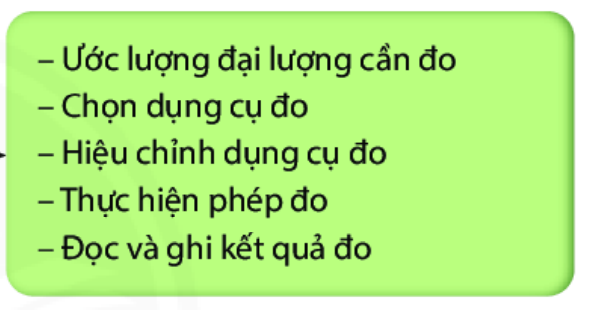 – Ước lượng đại lượng cần đo
– Chọn dụng cụ đo
– Hiệu chỉnh dụng cụ đo
– Thực hiện phép đo
– Đọc và ghi kết quả đo